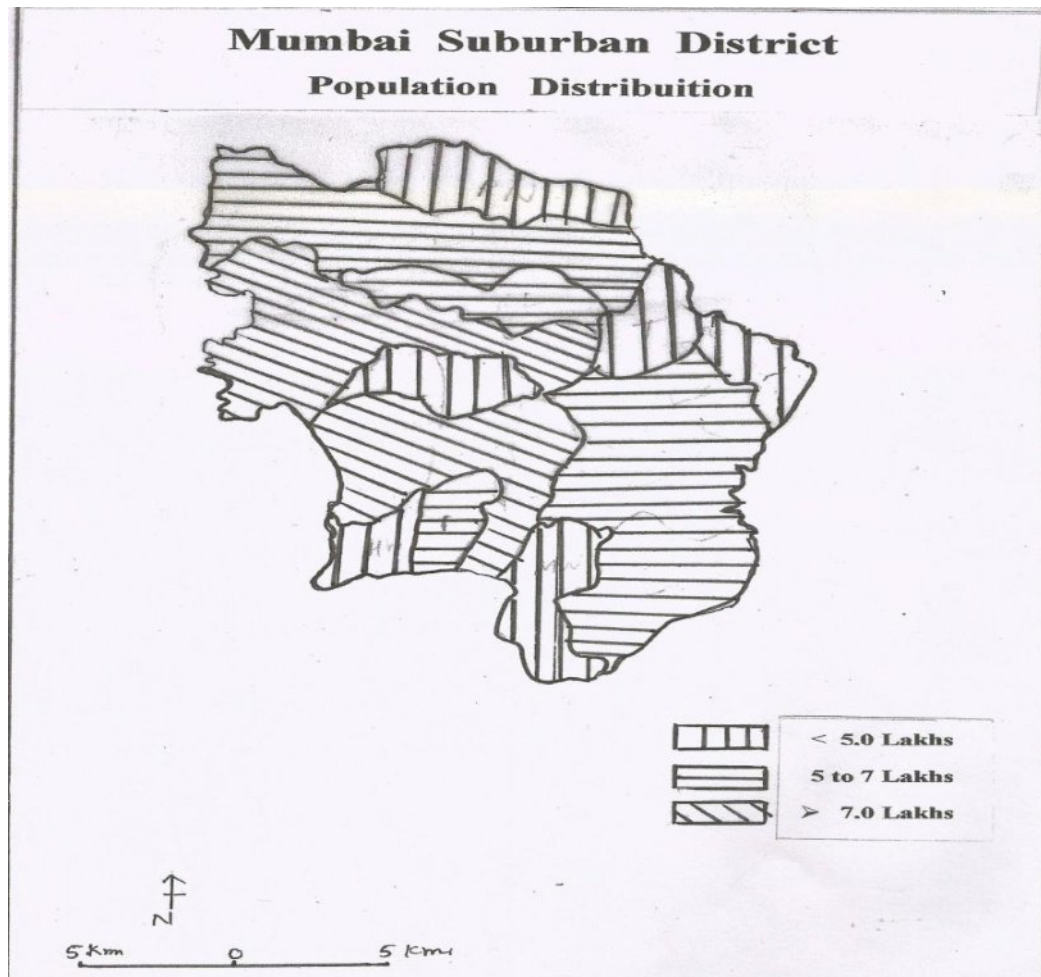 Mumbai Suburban District
Population Distribuition
< 5.0 Lakhs
5 to 7 Lakhs
> 7.0 Lakhs
N
5 Km 0 5 Km